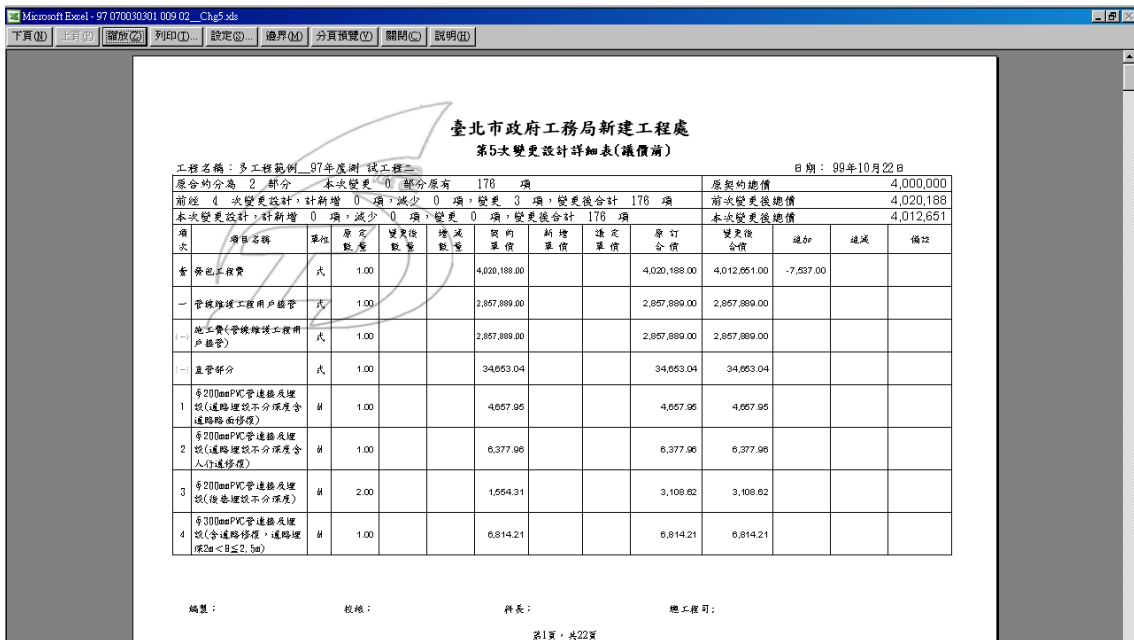 Microsoft Excel - 97 070030301 009 02__Chg5.xls
下頁(N) 上頁(P) 縮放(Z) 列印(T)... 設定(S)... 邊界(M) 分頁預覽(V) 關閉(C) 說明(H)
臺北市政府工務局新建工程處
第5次變更設計詳細表(議價前)
工程名稱：多工程範例__97年度測 試工程二 日期： 99年10月22日
原合約分為 2 部分 本次變更 0 部分原有 176 項 原契約總價 4,000,000
前經 4 次變更設計，計新增 0 項，減少 0 項，變更 3 項，變更後合計 176 項 前次變更後總價 4,020,188
本次變更設計，計新增 0 項，減少 0 項，變更 0 項，變更後合計 176 項 本次變更後總價 4,012,651
項次 項目名稱 單位 原定數量 變更後數量 增減數量 契約單價 新增單價 議定單價 原訂合價 變更後合價 追加 追減 備註
壹 發包工程費 式 1.00 4,020,188.00 4,020,188.00 4,012,651.00 -7,537.00
一 管線維護工程用戶接管 式 1.00 2,857,889.00 2,857,889.00 2,857,889.00
(一) 施工費(管線維護工程用
戶接管) 式 1.00 2,857,889.00 2,857,889.00 2,857,889.00
[一] 直管部分 式 1.00 34,653.04 34,653.04 34,653.04
1 ∮200mmPVC管連接及埋
設(道路埋設不分深度含
道路路面修復) M 1.00 4,657.95 4,657.95 4,657.95
2 ∮200mmPVC管連接及埋
設(道路埋設不分深度含
人行道修復) M 1.00 6,377.96 6,377.96 6,377.96
3 ∮200mmPVC管連接及埋
設(後巷埋設不分深度) M 2.00 1,554.31 3,108.62 3,108.62
4 ∮300mmPVC管連接及埋
設(含道路修復，道路埋
深2m＜H≦2.5m) M 1.00 6,814.21 6,814.21 6,814.21
編製： 校核： 科長： 總工程司:
第1頁，共22頁